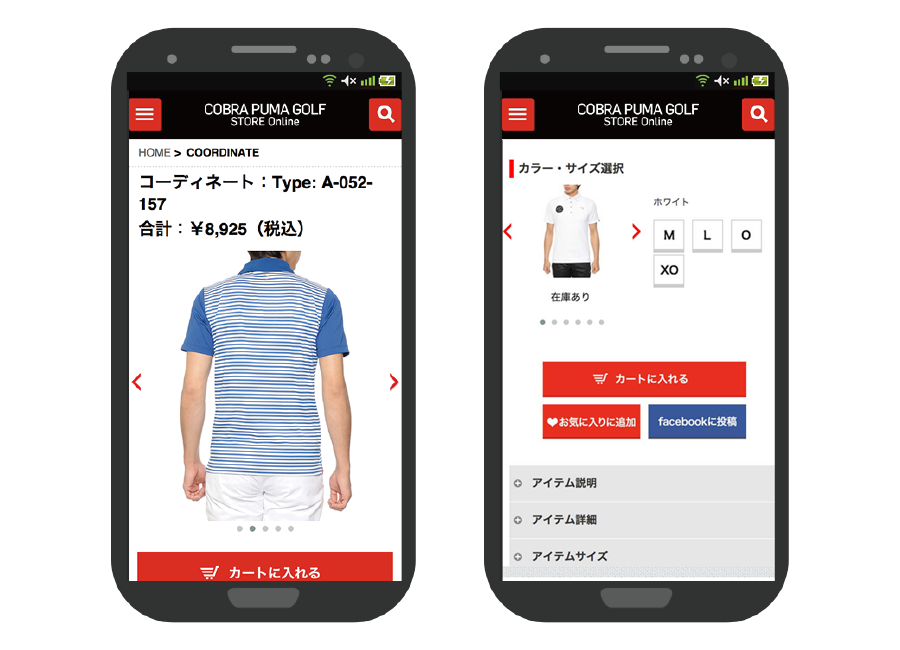 COBRA PUMA GOLF
STORE Online
HOME > COORDINATE
コーディネート：Type: A-052-
157
合計：￥8,925（税込）
カートに入れる
COBRA PUMA GOLF
STORE Online
カラー・サイズ選択
ホワイト
M L O
XO
在庫あり
カートに入れる
お気に入りに追加 facebookに投稿
アイテム説明
アイテム詳細
アイテムサイズ